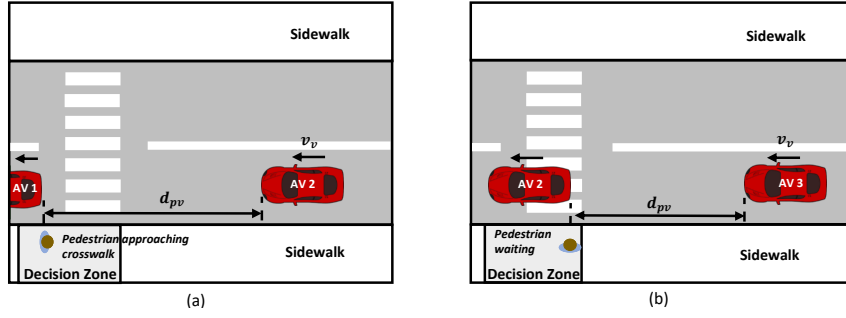 Sidewalk
v_v
AV 1
AV 2
d_pv
Pedestrian approaching
crosswalk
Sidewalk
Decision Zone
(a)
Sidewalk
v_v
AV 2
AV 3
d_pv
Pedestrian
waiting
Sidewalk
Decision Zone
(b)